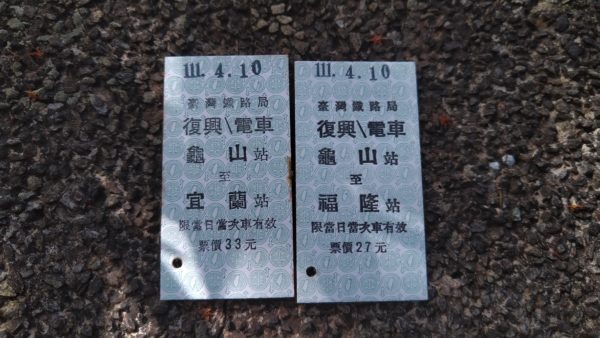 111. 4.10
臺灣鐵路局
復興\電車
龜山站
至
宜蘭站
限當日當次車有效
票價33元
111. 4.10
臺灣鐵路局
復興\電車
龜山站
至
福隆站
限當日當次車有效
票價27元